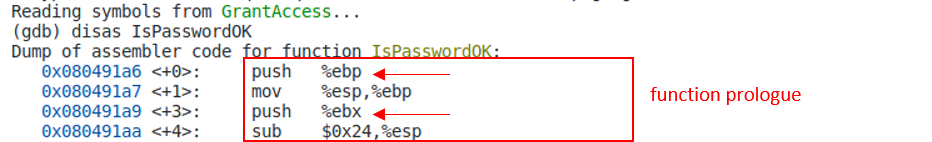 Reading symbols from GrantAccess...
(gdb) disas IsPasswordOK
Dump of assembler code for function IsPasswordOK:
0x080491a6 <+0>: push %ebp
0x080491a7 <+1>: mov %esp,%ebp
0x080491a9 <+3>: push %ebx
0x080491aa <+4>: sub $0x24,%esp
function prologue